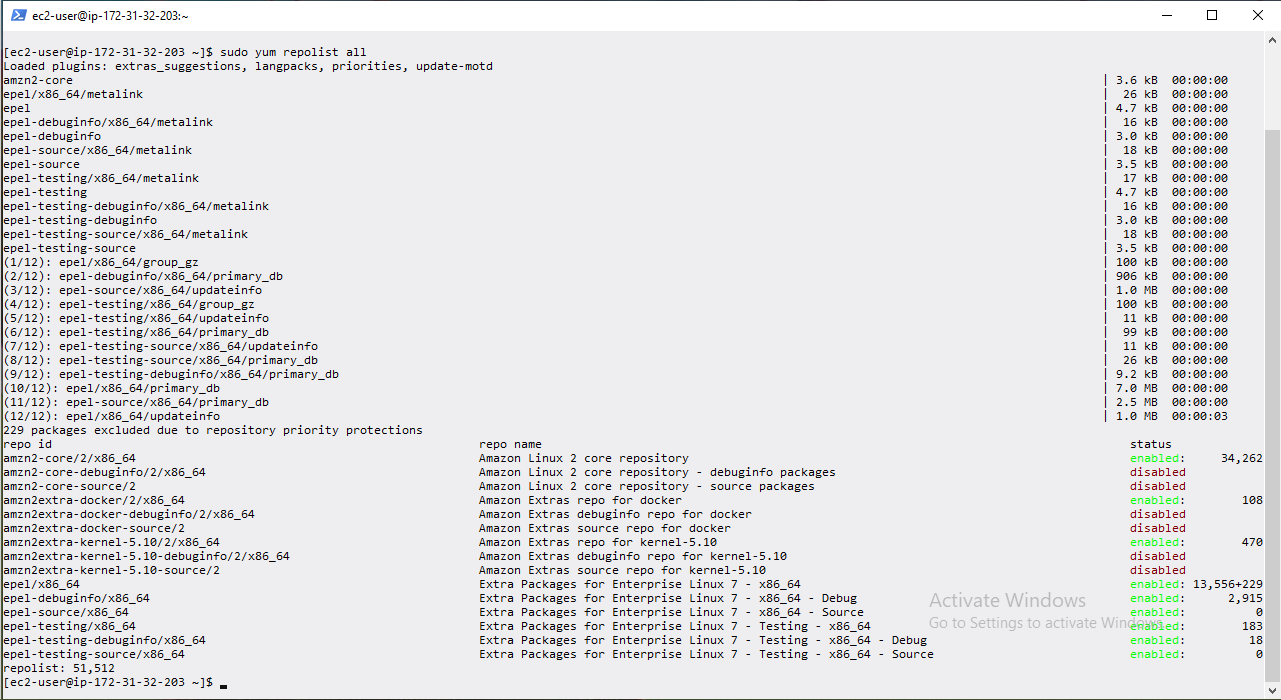 ec2-user@ip-172-31-32-203:~
[ec2-user@ip-172-31-32-203 ~]$ sudo yum repolist all
Loaded plugins: extras_suggestions, langpacks, priorities, update-motd
amzn2-core | 3.6 kB 00:00:00
epel/x86_64/metalink | 26 kB 00:00:00
epel | 4.7 kB 00:00:00
epel-debuginfo/x86_64/metalink | 16 kB 00:00:00
epel-debuginfo | 3.0 kB 00:00:00
epel-source/x86_64/metalink | 18 kB 00:00:00
epel-source | 3.5 kB 00:00:00
epel-testing/x86_64/metalink | 17 kB 00:00:00
epel-testing | 4.7 kB 00:00:00
epel-testing-debuginfo/x86_64/metalink | 16 kB 00:00:00
epel-testing-debuginfo | 3.0 kB 00:00:00
epel-testing-source/x86_64/metalink | 18 kB 00:00:00
epel-testing-source | 3.5 kB 00:00:00
(1/12): epel/x86_64/group_gz | 100 kB 00:00:00
(2/12): epel-debuginfo/x86_64/primary_db | 906 kB 00:00:00
(3/12): epel-source/x86_64/updateinfo | 1.0 MB 00:00:00
(4/12): epel-testing/x86_64/group_gz | 100 kB 00:00:00
(5/12): epel-testing/x86_64/updateinfo | 11 kB 00:00:00
(6/12): epel-testing/x86_64/primary_db | 99 kB 00:00:00
(7/12): epel-testing-source/x86_64/updateinfo | 11 kB 00:00:00
(8/12): epel-testing-source/x86_64/primary_db | 26 kB 00:00:00
(9/12): epel-testing-debuginfo/x86_64/primary_db | 9.2 kB 00:00:00
(10/12): epel/x86_64/primary_db | 7.0 MB 00:00:00
(11/12): epel-source/x86_64/primary_db | 2.5 MB 00:00:00
(12/12): epel/x86_64/updateinfo | 1.0 MB 00:00:03
229 packages excluded due to repository priority protections
repo id repo name status
amzn2-core/2/x86_64 Amazon Linux 2 core repository enabled: 34,262
amzn2-core-debuginfo/2/x86_64 Amazon Linux 2 core repository - debuginfo packages disabled
amzn2-core-source/2 Amazon Linux 2 core repository - source packages disabled
amzn2extra-docker/2/x86_64 Amazon Extras repo for docker enabled: 108
amzn2extra-docker-debuginfo/2/x86_64 Amazon Extras debuginfo repo for docker disabled
amzn2extra-docker-source/2 Amazon Extras source repo for docker disabled
amzn2extra-kernel-5.10/2/x86_64 Amazon Extras repo for kernel-5.10 enabled: 470
amzn2extra-kernel-5.10-debuginfo/2/x86_64 Amazon Extras debuginfo repo for kernel-5.10 disabled
amzn2extra-kernel-5.10-source/2 Amazon Extras source repo for kernel-5.10 disabled
epel/x86_64 Extra Packages for Enterprise Linux 7 - x86_64 enabled: 13,556+229
epel-debuginfo/x86_64 Extra Packages for Enterprise Linux 7 - x86_64 - Debug enabled: 2,915
epel-source/x86_64 Extra Packages for Enterprise Linux 7 - x86_64 - Source enabled: 0
epel-testing/x86_64 Extra Packages for Enterprise Linux 7 - Testing - x86_64 enabled: 183
epel-testing-debuginfo/x86_64 Extra Packages for Enterprise Linux 7 - Testing - x86_64 - Debug enabled: 18
epel-testing-source/x86_64 Extra Packages for Enterprise Linux 7 - Testing - x86_64 - Source enabled: 0
repolist: 51,512
[ec2-user@ip-172-31-32-203 ~]$
Activate Windows
Go to Settings to activate Windows.